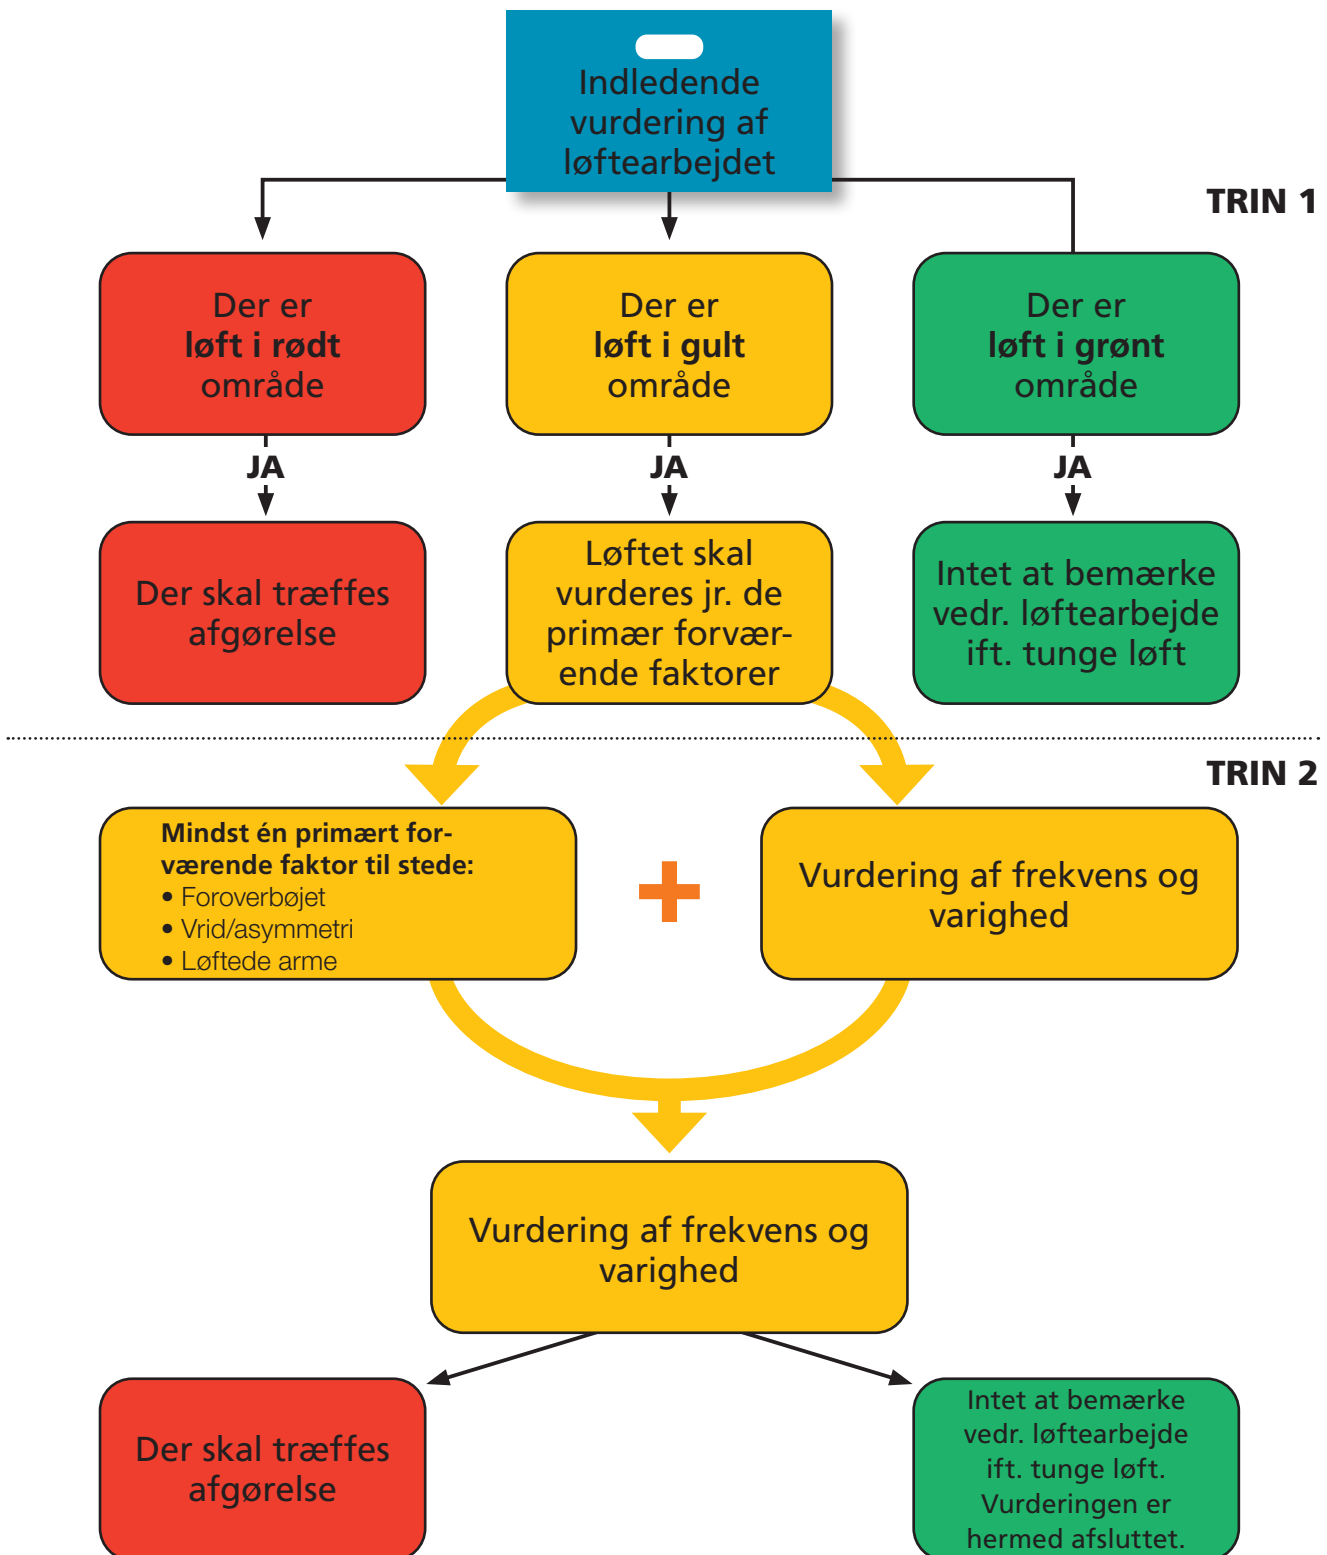 Indledende
vurdering af
løftearbejdet
TRIN 1
Der er
løft i rødt
område
Der er
løft i gult
område
Der er
løft i grønt
område
JA
JA
JA
Der skal træffes
afgørelse
Løftet skal
vurderes jr. de
primær forvær-
ende faktorer
Intet at bemærke
vedr. løftearbejde
ift. tunge løft
TRIN 2
Mindst én primært for-
værende faktor til stede:
• Foroverbøjet
• Vrid/asymmetri
• Løftede arme
+
Vurdering af frekvens og
varighed
Vurdering af frekvens og
varighed
Der skal træffes
afgørelse
Intet at bemærke
vedr. løftearbejde
ift. tunge løft.
Vurderingen er
hermed afsluttet.